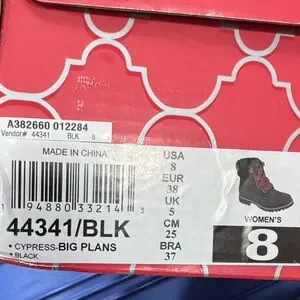 A382660 012284
Vendor# 44341 BLK 8
MADE IN CHINA
1 94880 33214 3
44341/BLK
• CYPRESS-BIG PLANS
• BLACK
USA
8
EUR
38
UK
5
CM
25
BRA
37
WOMEN'S
8